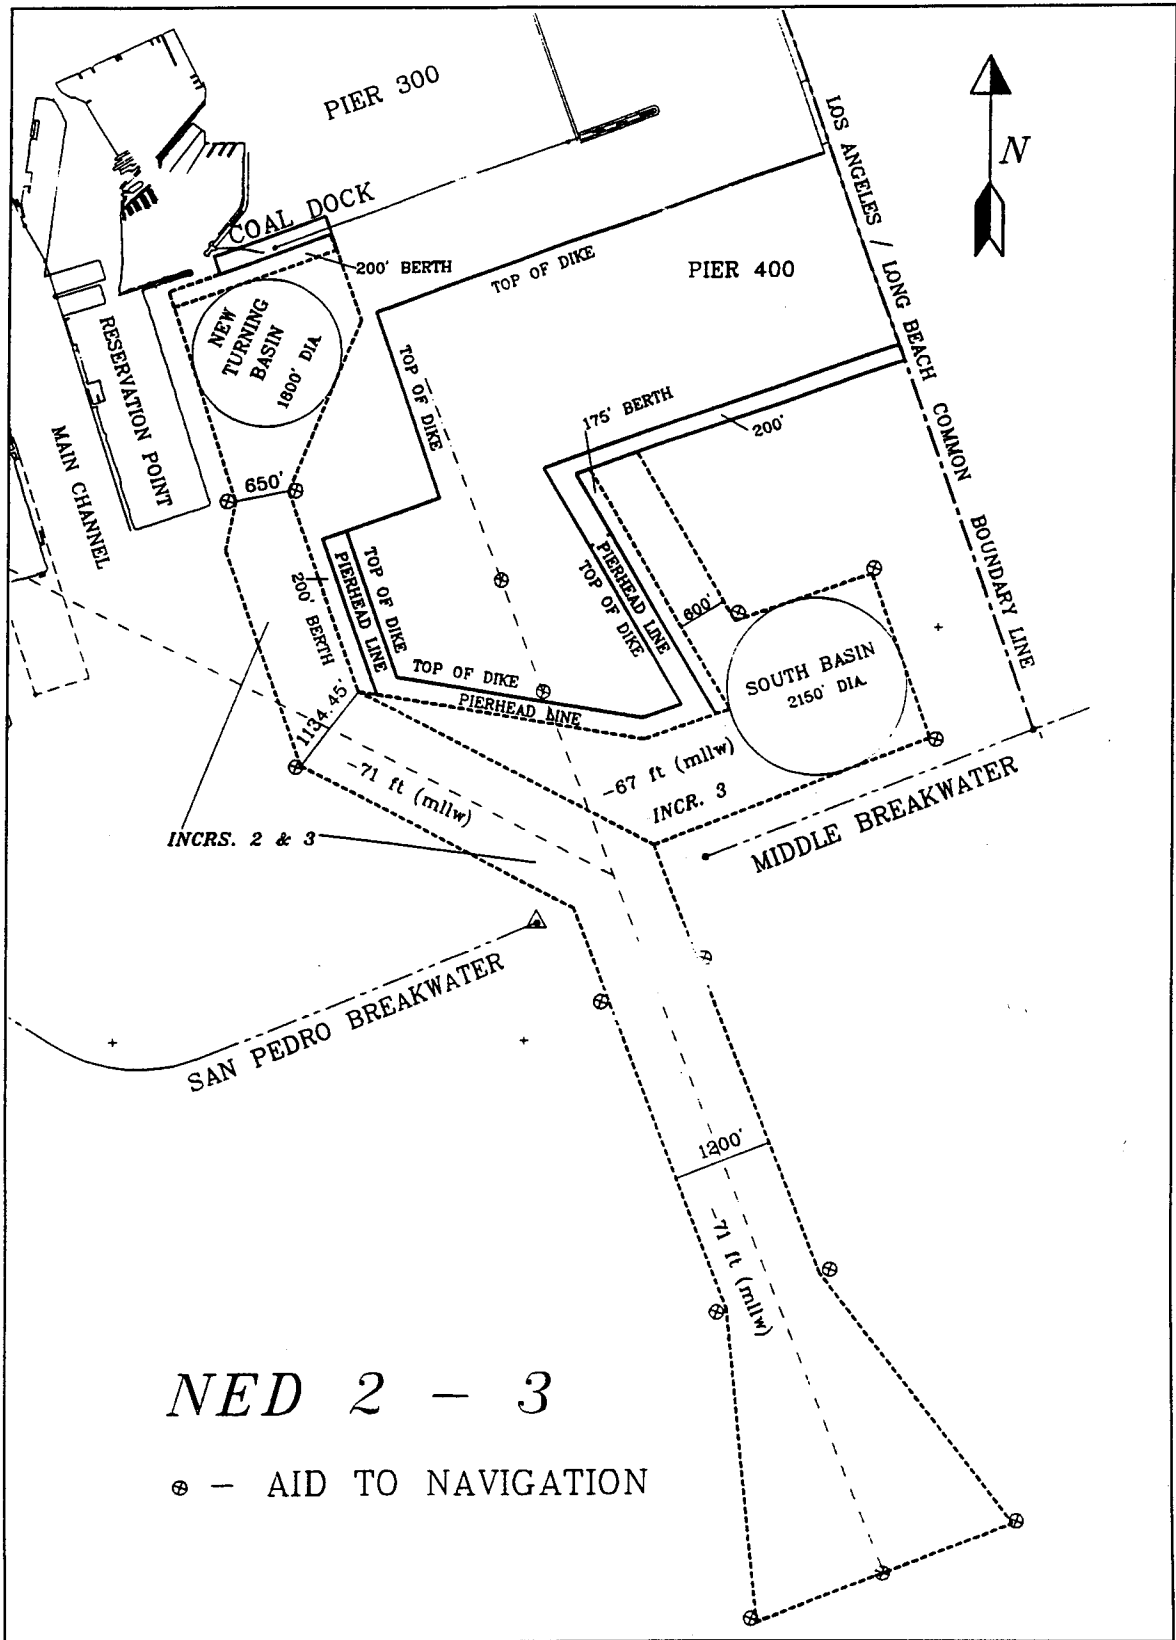 PIER 300
N
COAL DOCK
200' BERTH
TOP OF DIKE
PIER 400
LOS ANGELES / LONG BEACH COMMON BOUNDARY LINE
NEW
TURNING
BASIN
1800' DIA.
RESERVATION POINT
MAIN CHANNEL
TOP OF DIKE
175' BERTH
200'
650'
200' BERTH
PIERHEAD LINE
TOP OF DIKE
PIERHEAD LINE
TOP OF DIKE
600'
TOP OF DIKE
PIERHEAD LINE
SOUTH BASIN
2150' DIA.
1134.45'
-71 ft (mllw)
-67 ft (mllw)
INCR. 3
INCRS. 2 & 3
MIDDLE BREAKWATER
SAN PEDRO BREAKWATER
1200'
-71 ft (mllw)
NED 2 - 3
⊗ - AID TO NAVIGATION